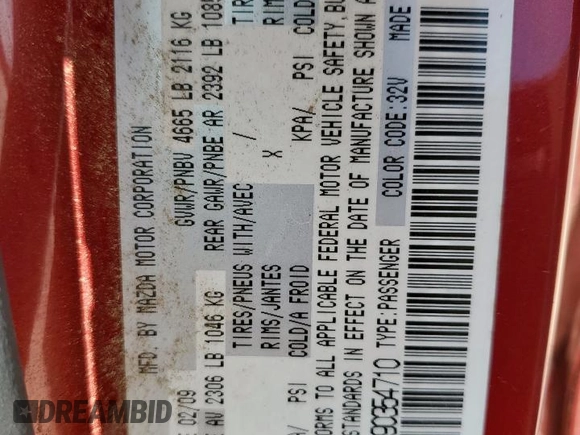 MFD. BY MAZDA MOTOR CORPORATION
02/09 GVWR/PNBV 4665 LB 2116 KG
AV 2306 LB 1046 KG REAR GAWR/PNBE AR 2392 LB
TIRES/PNEUS WITH/AVEC / TIRE
RIMS/JANTES X RIMS
PSI COLD/A FROID KPA/ PSI COLD
TO ALL APPLICABLE FEDERAL MOTOR VEHICLE SAFETY,
STANDARDS IN EFFECT ON THE DATE OF MANUFACTURE SHOWN
TYPE:PASSENGER COLOR CODE:32V MADE
DREAMBID